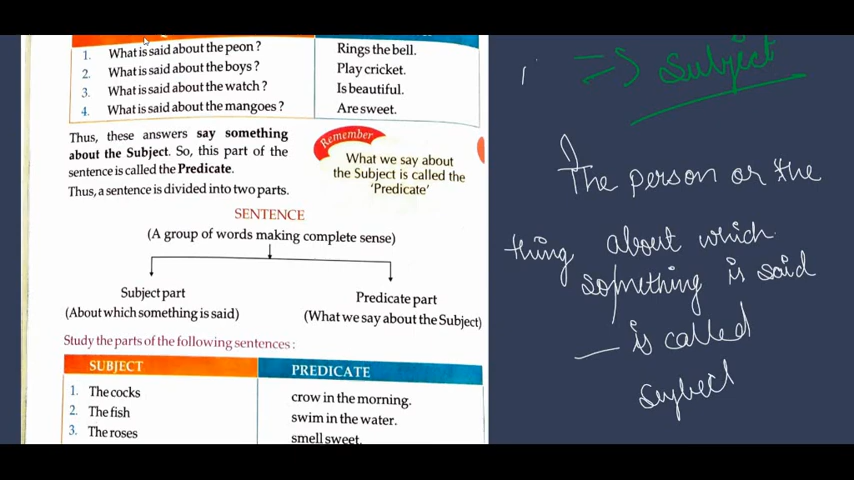 1. What is said about the peon ? Rings the bell.
2. What is said about the boys ? Play cricket.
3. What is said about the watch ? Is beautiful.
4. What is said about the mangoes ? Are sweet.
Thus, these answers say something
about the Subject. So, this part of the
sentence is called the Predicate.
Thus, a sentence is divided into two parts.
Remember
What we say about
the Subject is called the
'Predicate'
SENTENCE
(A group of words making complete sense)
Subject part
(About which something is said)
Predicate part
(What we say about the Subject)
Study the parts of the following sentences :
SUBJECT PREDICATE
1. The cocks crow in the morning.
2. The fish swim in the water.
3. The roses smell sweet.
=> Subject
The person or the
thing about which
something is said
— is called